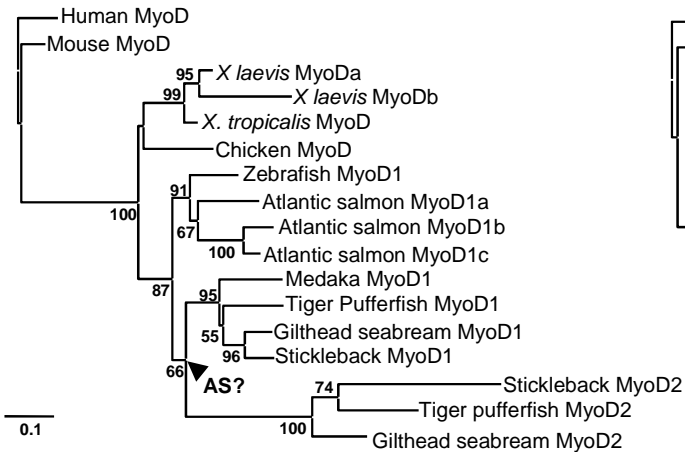 Human MyoD
Mouse MyoD
95 X laevis MyoDa
99 X laevis MyoDb
X. tropicalis MyoD
Chicken MyoD
91 Zebrafish MyoD1
100 Atlantic salmon MyoD1a
67 Atlantic salmon MyoD1b
100 Atlantic salmon MyoD1c
87 95 Medaka MyoD1
Tiger Pufferfish MyoD1
55 Gilthead seabream MyoD1
96 Stickleback MyoD1
66 AS?
74 Stickleback MyoD2
0.1 Tiger pufferfish MyoD2
100 Gilthead seabream MyoD2